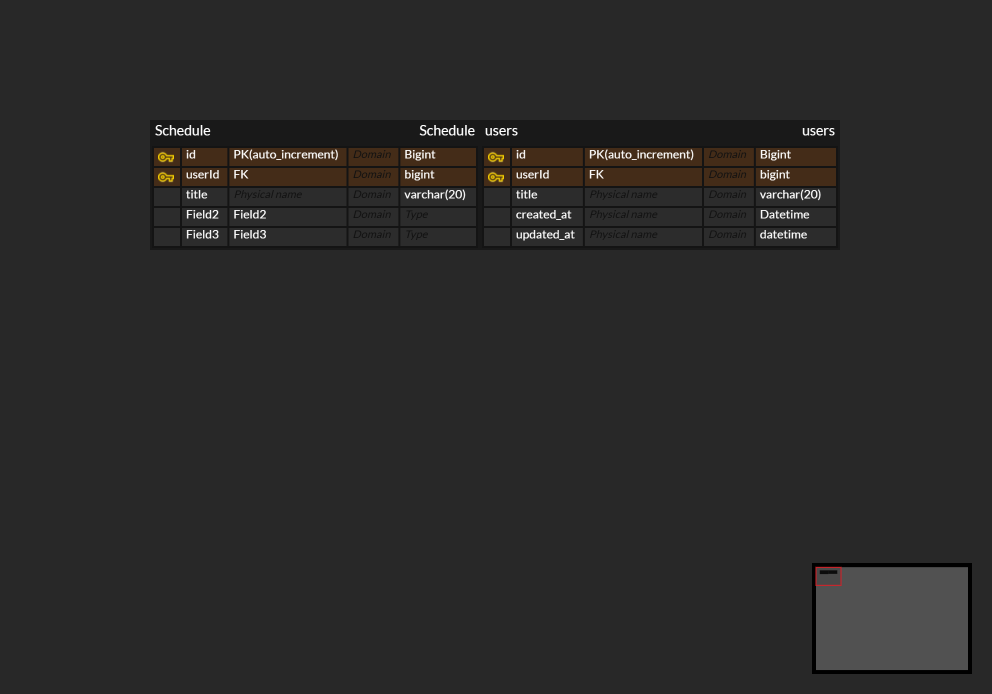 Schedule Schedule users users
id PK(auto_increment) Domain Bigint id PK(auto_increment) Domain Bigint
userId FK Domain bigint userId FK Domain bigint
title Physical name Domain varchar(20) title Physical name Domain varchar(20)
Field2 Field2 Domain Type created_at Physical name Domain Datetime
Field3 Field3 Domain Type updated_at Physical name Domain datetime